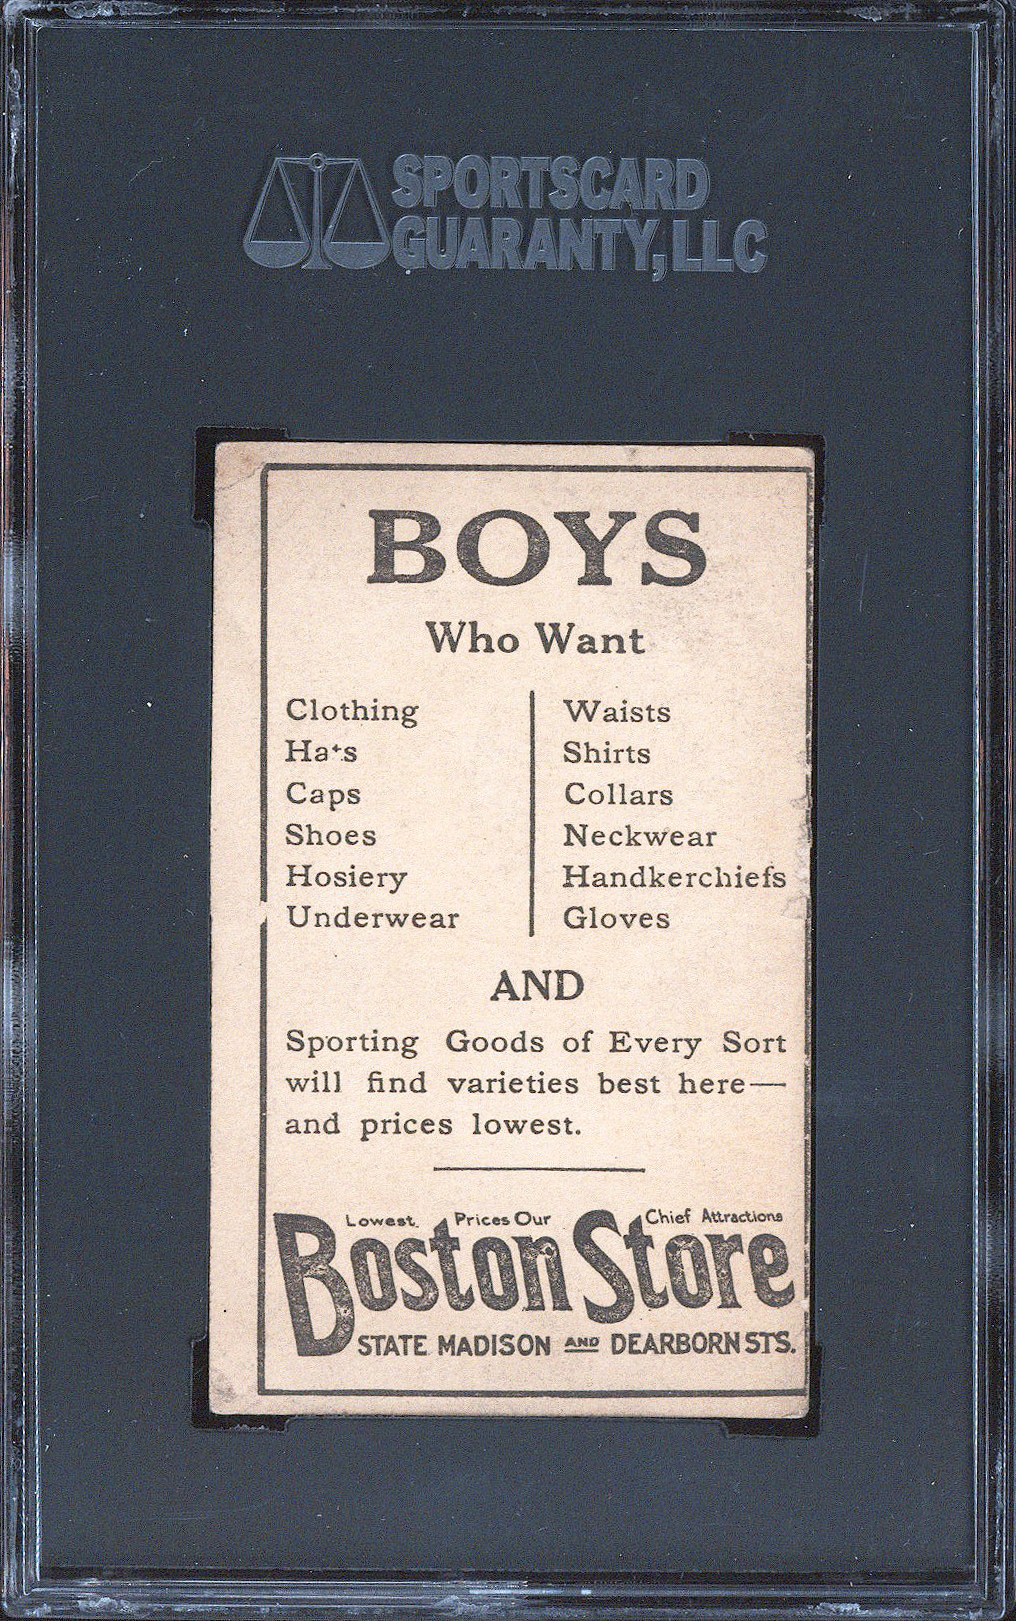 SPORTSCARD
GUARANTY, LLC
BOYS
Who Want
Clothing
Hats
Caps
Shoes
Hosiery
Underwear
Waists
Shirts
Collars
Neckwear
Handkerchiefs
Gloves
AND
Sporting Goods of Every Sort
will find varieties best here—
and prices lowest.
Lowest Prices Our Chief Attractions
Boston Store
STATE MADISON AND DEARBORN STS.